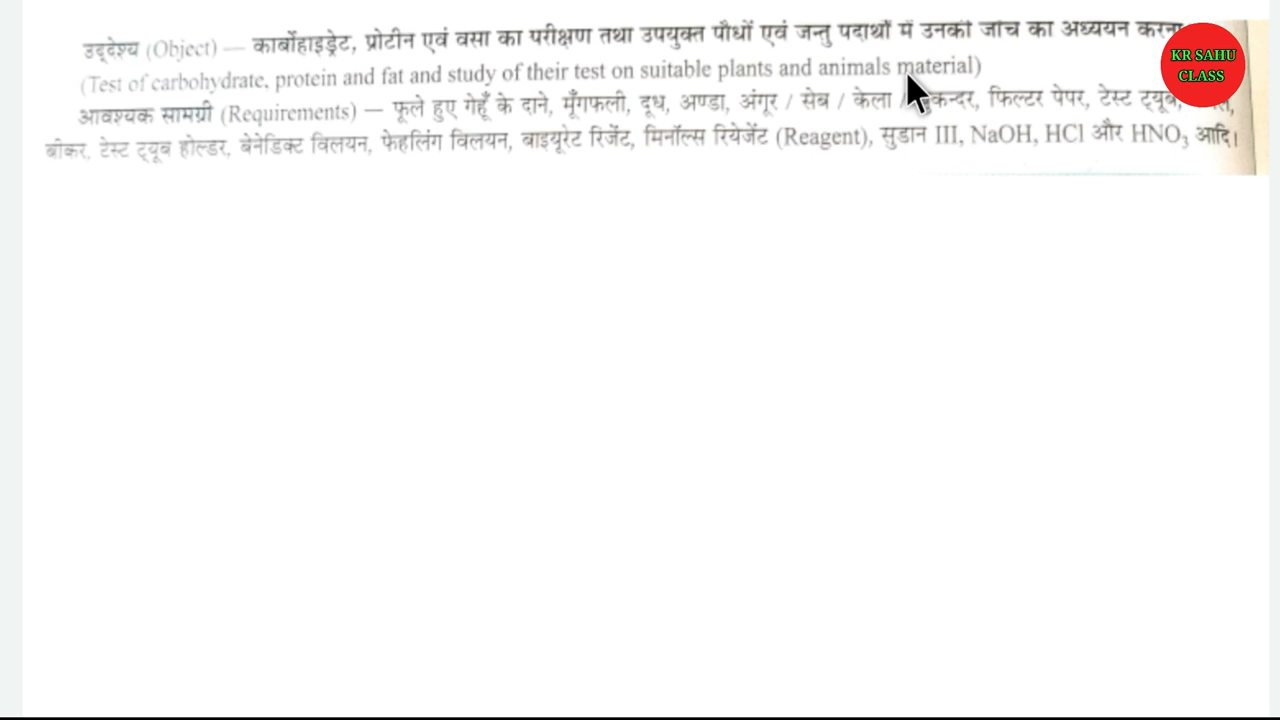 उद्देश्य (Object) — कार्बोहाइड्रेट, प्रोटीन एवं वसा का परीक्षण तथा उपयुक्त पौधों एवं जन्तु पदार्थों में उनकी जाँच का अध्ययन करना
(Test of carbohydrate, protein and fat and study of their test on suitable plants and animals material)
आवश्यक सामग्री (Requirements) — फूले हुए गेहूँ के दाने, मूँगफली, दूध, अण्डा, अंगूर / सेब / केला / फिल्टर पेपर, टेस्ट ट्यूब,
बीकर, टेस्ट ट्यूब होल्डर, बेनेडिक्ट विलयन, फेहलिंग विलयन, बाइयूरेट रिजेंट, मिनॉल्स रियेजेंट (Reagent), सुडान III, NaOH, HCl और HNO₃ आदि।
KR SAHU
CLASS